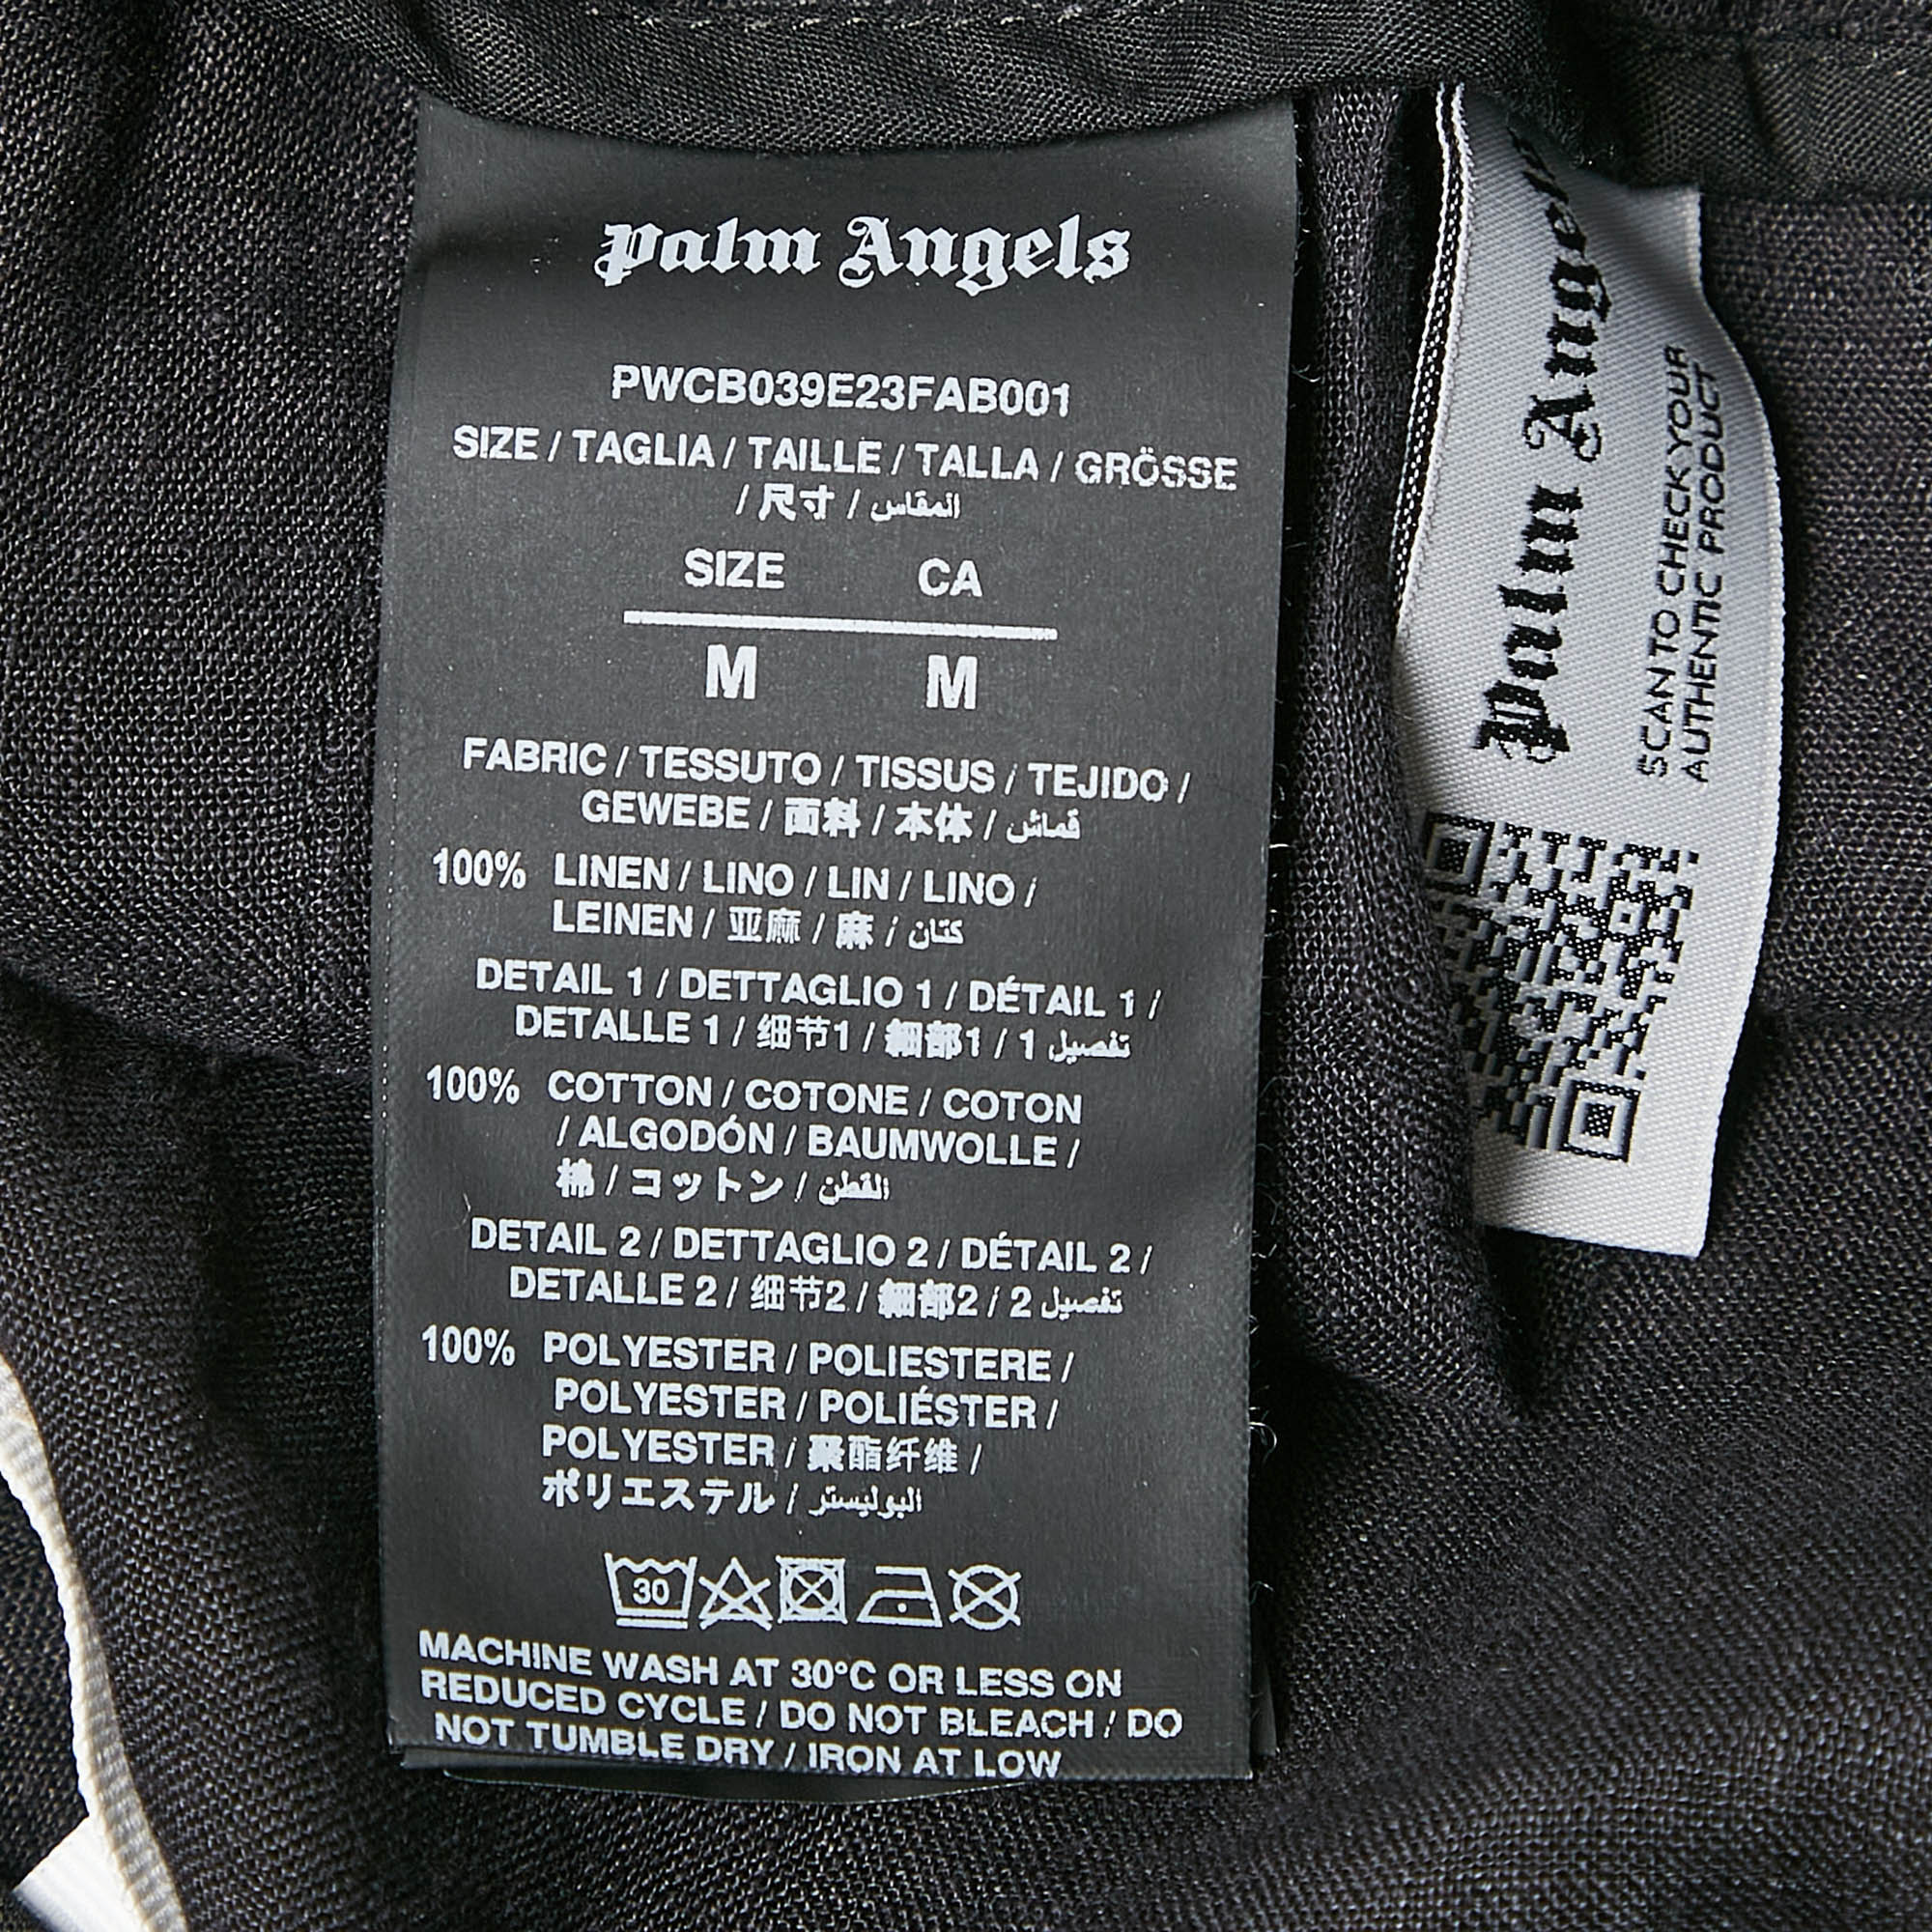 Palm Angels
PWCB039E23FAB001
SIZE / TAGLIA / TAILLE / TALLA / GRÖSSE
/ 尺寸 / المقاس
SIZE CA
M M
FABRIC / TESSUTO / TISSUS / TEJIDO /
GEWEBE / 面料 / 本体 / قماش
100% LINEN / LINO / LIN / LINO /
LEINEN / 亚麻 / 麻 / كتان
DETAIL 1 / DETTAGLIO 1 / DÉTAIL 1 /
DETALLE 1 / 细节1 / 細部1 / 1 تفصيل
100% COTTON / COTONE / COTON
/ ALGODÓN / BAUMWOLLE /
棉 / コットン / القطن
DETAIL 2 / DETTAGLIO 2 / DÉTAIL 2 /
DETALLE 2 / 细节2 / 細部2 / 2 تفصيل
100% POLYESTER / POLIESTERE /
POLYESTER / POLIÉSTER /
POLYESTER / 聚酯纤维 /
ポリエステル / البوليستر
30
MACHINE WASH AT 30°C OR LESS ON
REDUCED CYCLE / DO NOT BLEACH / DO
NOT TUMBLE DRY / IRON AT LOW
Palm Angels
SCAN TO CHECK YOUR
AUTHENTIC PRODUCT